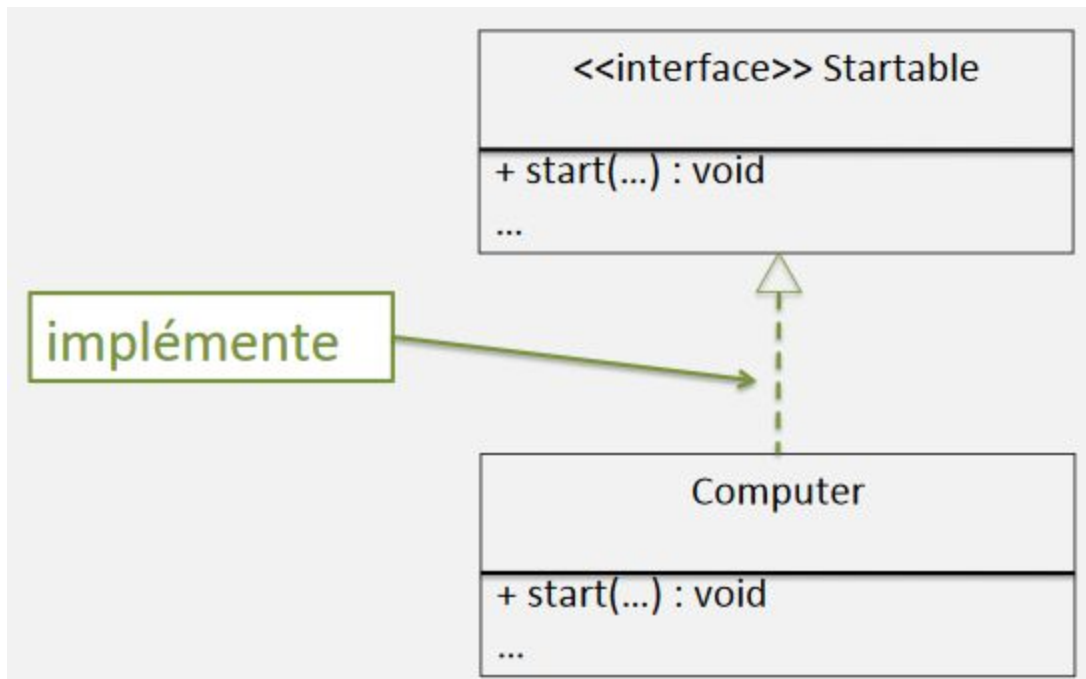 <<interface>> Startable
+ start(...) : void
...
implémente
Computer
+ start(...) : void
...